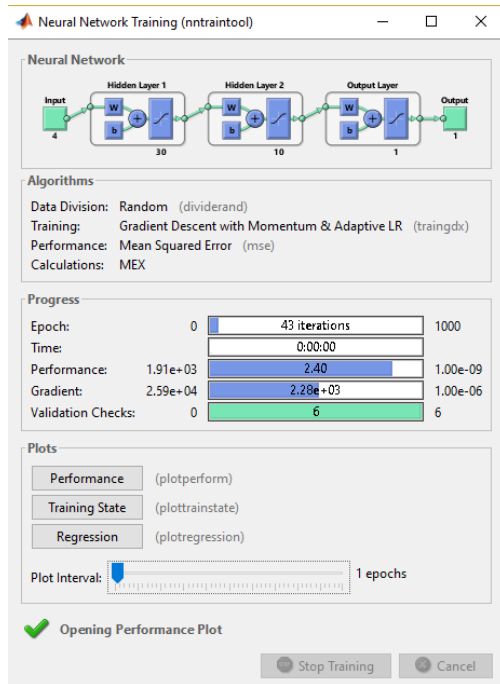 Neural Network Training (nntraintool)
Neural Network
Hidden Layer 1 Hidden Layer 2 Output Layer
Input Output
W W W
b b b
4 30 10 1 1
Algorithms
Data Division: Random (dividerand)
Training: Gradient Descent with Momentum & Adaptive LR (traingdx)
Performance: Mean Squared Error (mse)
Calculations: MEX
Progress
Epoch: 0 43 iterations 1000
Time: 0:00:00
Performance: 1.91e+03 2.40 1.00e-09
Gradient: 2.59e+04 2.28e+03 1.00e-06
Validation Checks: 0 6 6
Plots
Performance (plotperform)
Training State (plottrainstate)
Regression (plotregression)
Plot Interval: 1 epochs
Opening Performance Plot
Stop Training Cancel